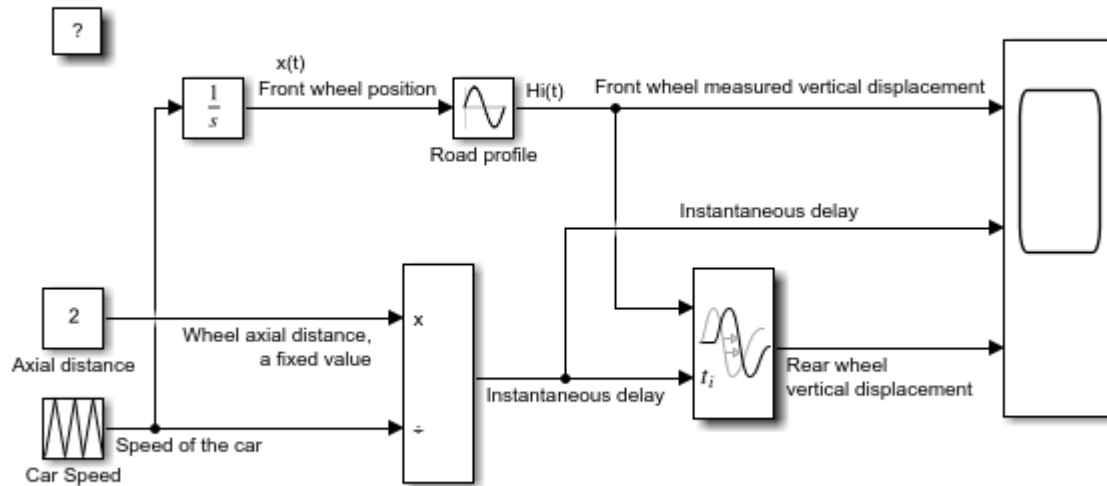 ?
x(t)
Front wheel position
1
s
Hi(t)
Front wheel measured vertical displacement
Road profile
Instantaneous delay
2
Axial distance
Wheel axial distance,
a fixed value
x
÷
t i
Instantaneous delay
Rear wheel
vertical displacement
Speed of the car
Car Speed